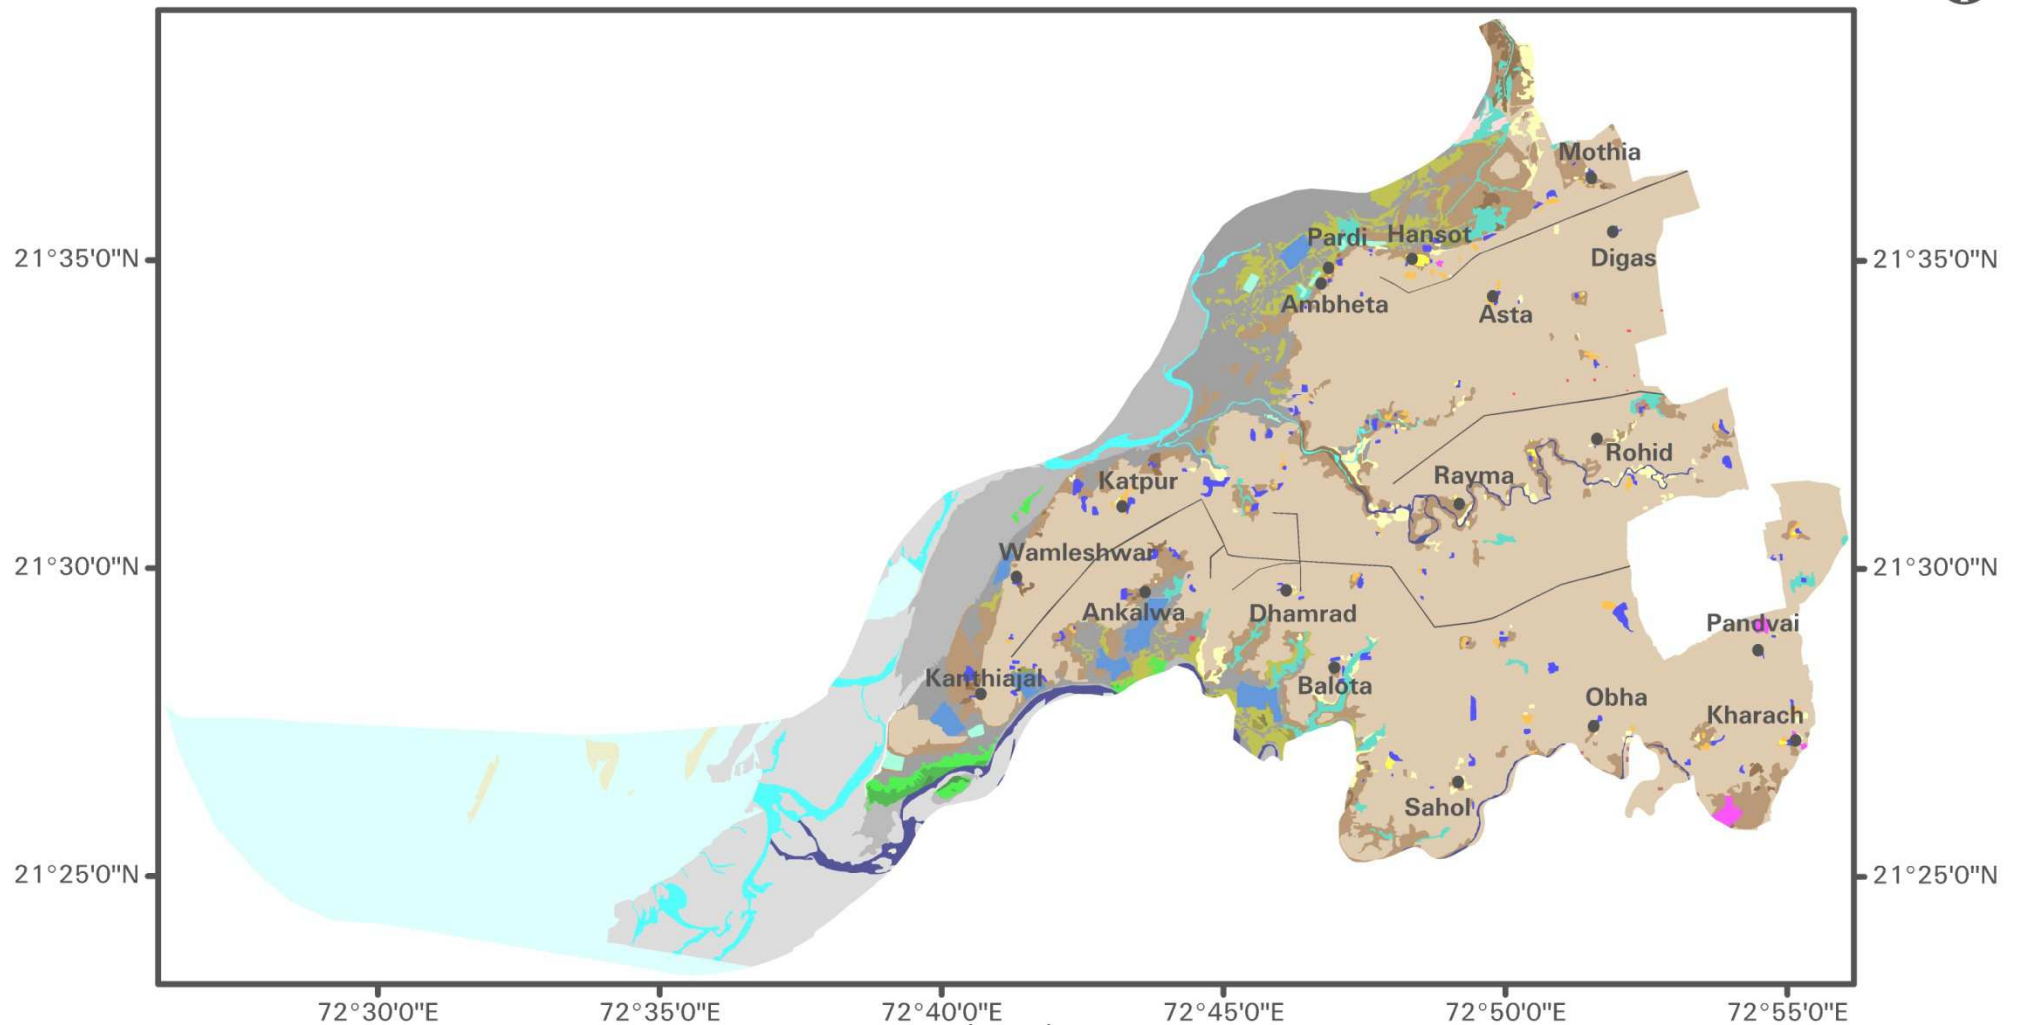 Mothia
Pardi
Hansot
21°35'0"N
Digas
21°35'0"N
Ambheta
Asta
Rohid
Katpur
Rayma
Wamleshwar
21°30'0"N
21°30'0"N
Ankalwa
Dhamrad
Pandvai
Kanthiajal
Balota
Obha
Kharach
Sahol
21°25'0"N
21°25'0"N
72°30'0"E
72°35'0"E
72°40'0"E
72°45'0"E
72°50'0"E
72°55'0"E